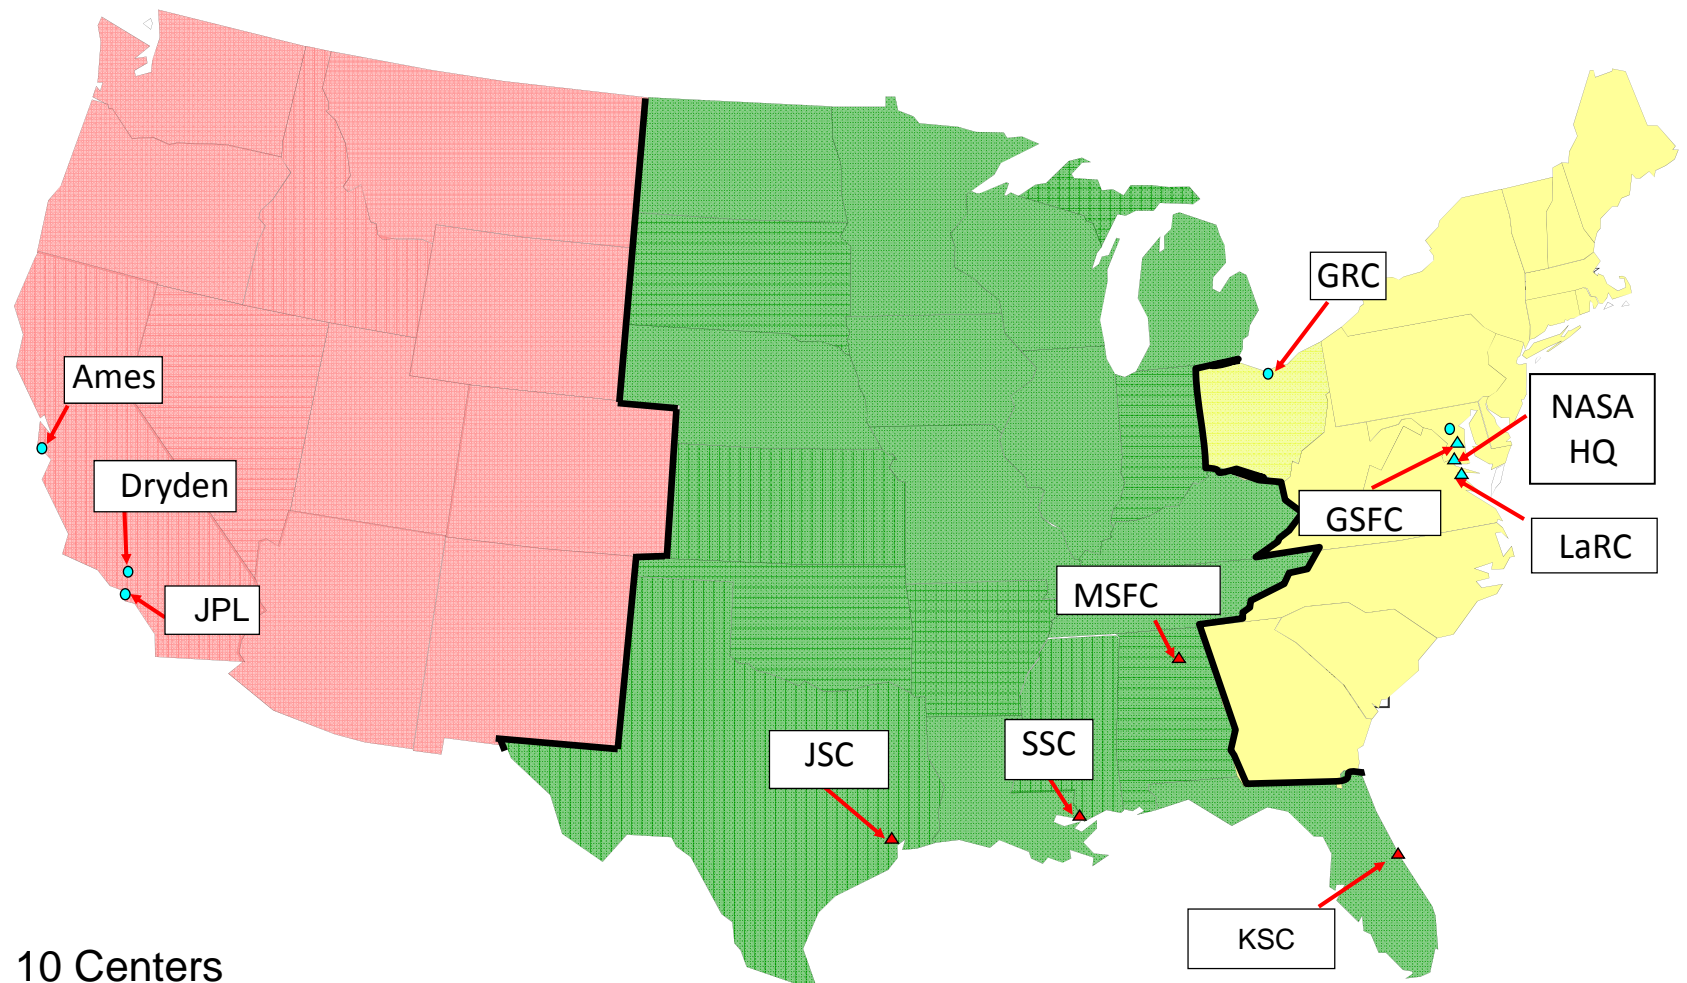 GRC
Ames
NASA
HQ
Dryden
GSFC
LaRC
MSFC
JPL
SSC
JSC
KSC
10 Centers